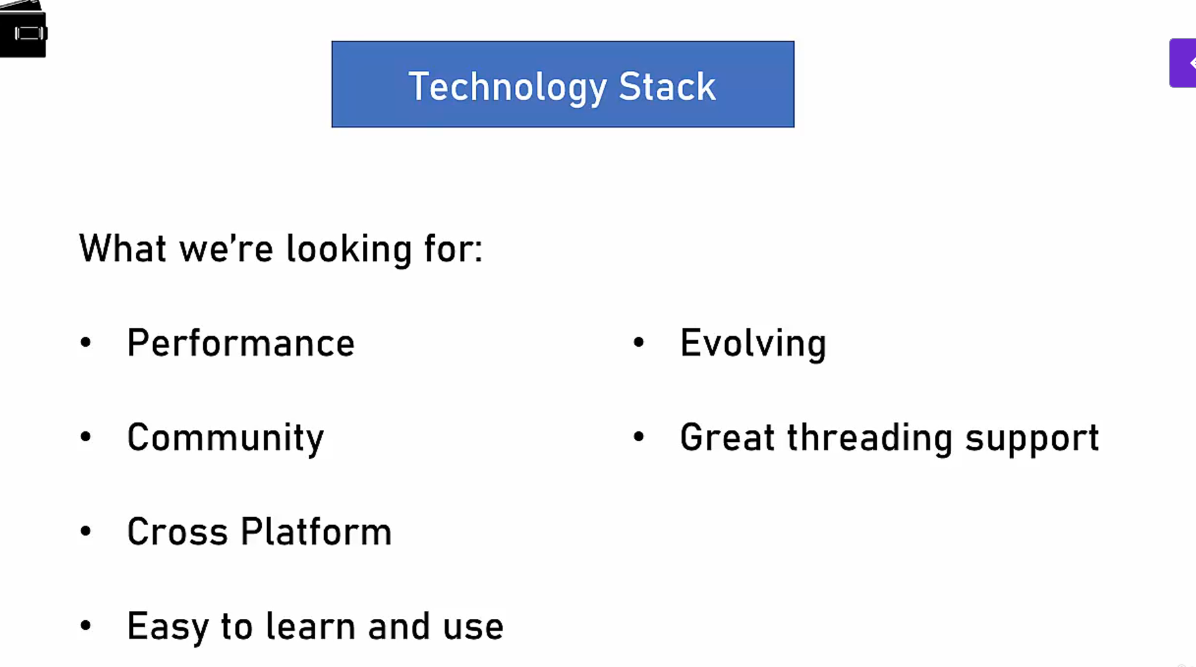 Technology Stack
What we're looking for:
• Performance
• Community
• Cross Platform
• Easy to learn and use
• Evolving
• Great threading support